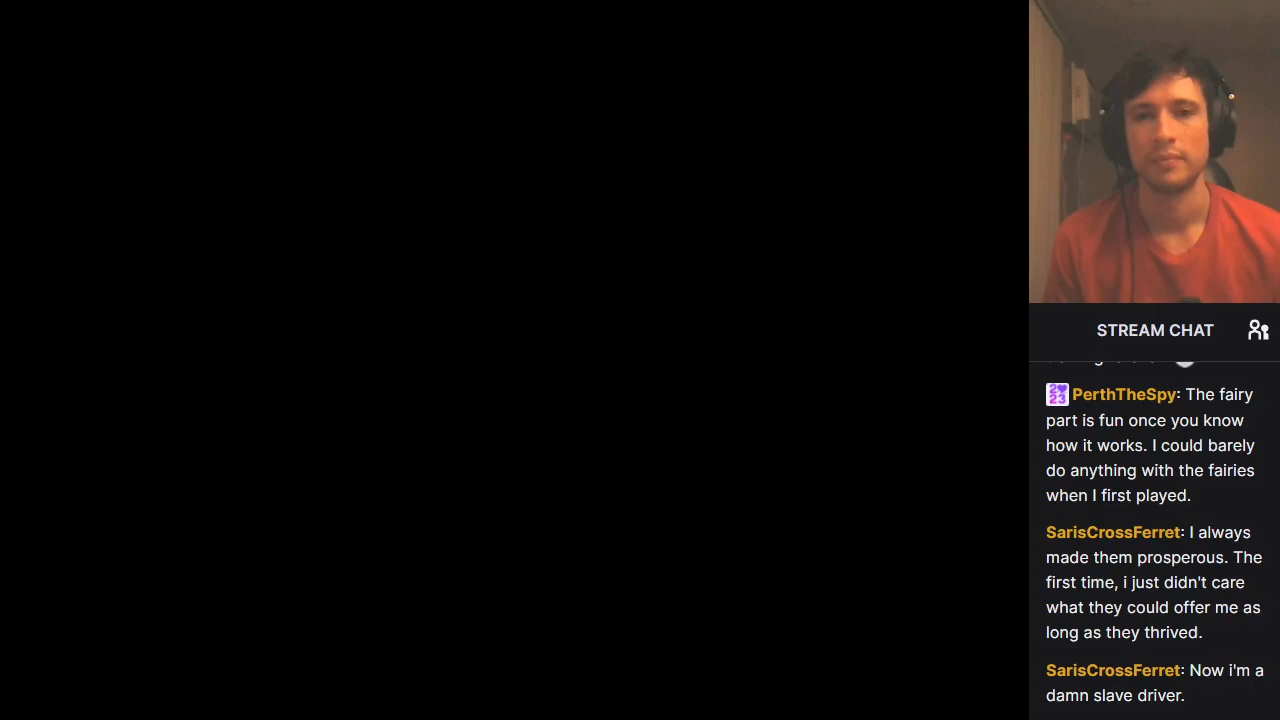 STREAM CHAT
PerthTheSpy: The fairy
part is fun once you know
how it works. I could barely
do anything with the fairies
when I first played.
SarisCrossFerret: I always
made them prosperous. The
first time, i just didn't care
what they could offer me as
long as they thrived.
SarisCrossFerret: Now i'm a
damn slave driver.